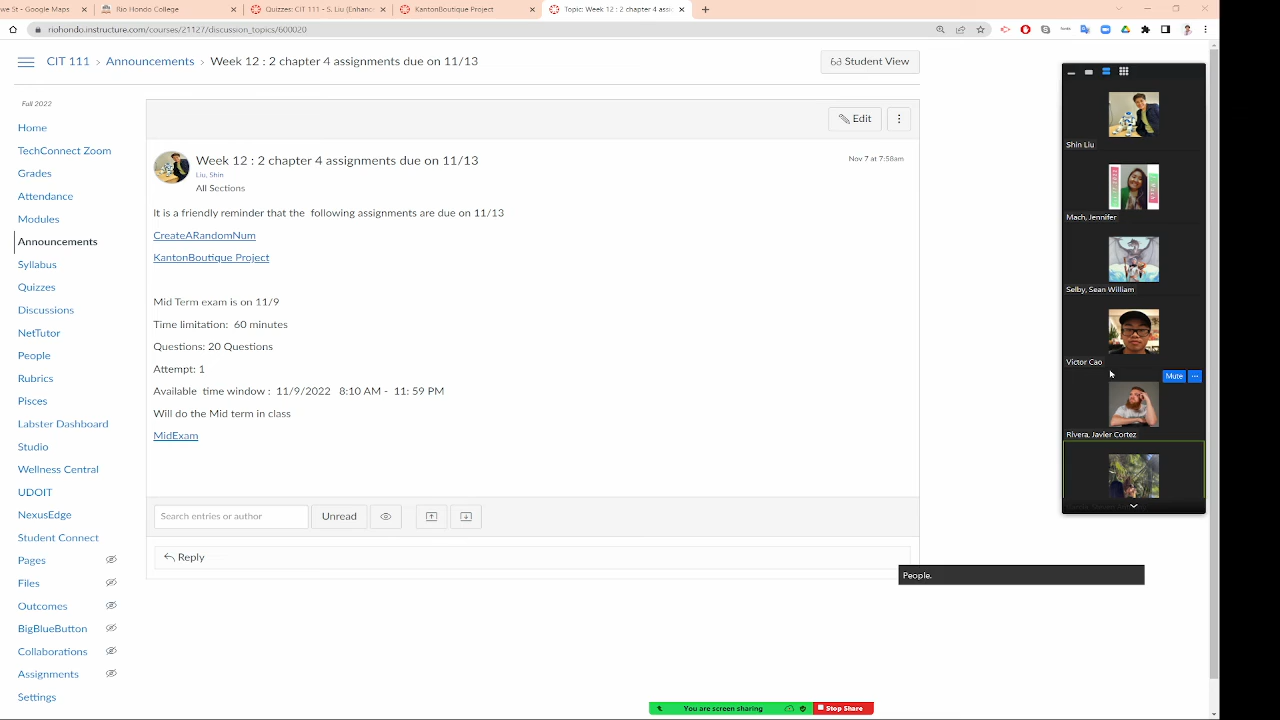 we St - Google Maps
Rio Hondo College
Quizzes: CIT 111 - S. Liu (Enhanc
KantonBoutique Project
Topic: Week 12 : 2 chapter 4 assi
riohondo.instructure.com/courses/21127/discussion_topics/600020
CIT 111 > Announcements > Week 12 : 2 chapter 4 assignments due on 11/13
Student View
Fall 2022
Home
TechConnect Zoom
Grades
Attendance
Modules
Announcements
Syllabus
Quizzes
Discussions
NetTutor
People
Rubrics
Pisces
Labster Dashboard
Studio
Wellness Central
UDOIT
NexusEdge
Student Connect
Pages
Files
Outcomes
BigBlueButton
Collaborations
Assignments
Settings
Edit
Week 12 : 2 chapter 4 assignments due on 11/13
Nov 7 at 7:58am
Liu, Shin
All Sections
It is a friendly reminder that the following assignments are due on 11/13
CreateARandomNum
KantonBoutique Project
Mid Term exam is on 11/9
Time limitation: 60 minutes
Questions: 20 Questions
Attempt: 1
Available time window : 11/9/2022 8:10 AM - 11:59 PM
Will do the Mid term in class
MidExam
Search entries or author
Unread
Reply
Shin Liu
Mach, Jennifer
Selby, Sean William
Victor Cao
Mute
Rivera, Javier Cortez
People.
You are screen sharing
Stop Share